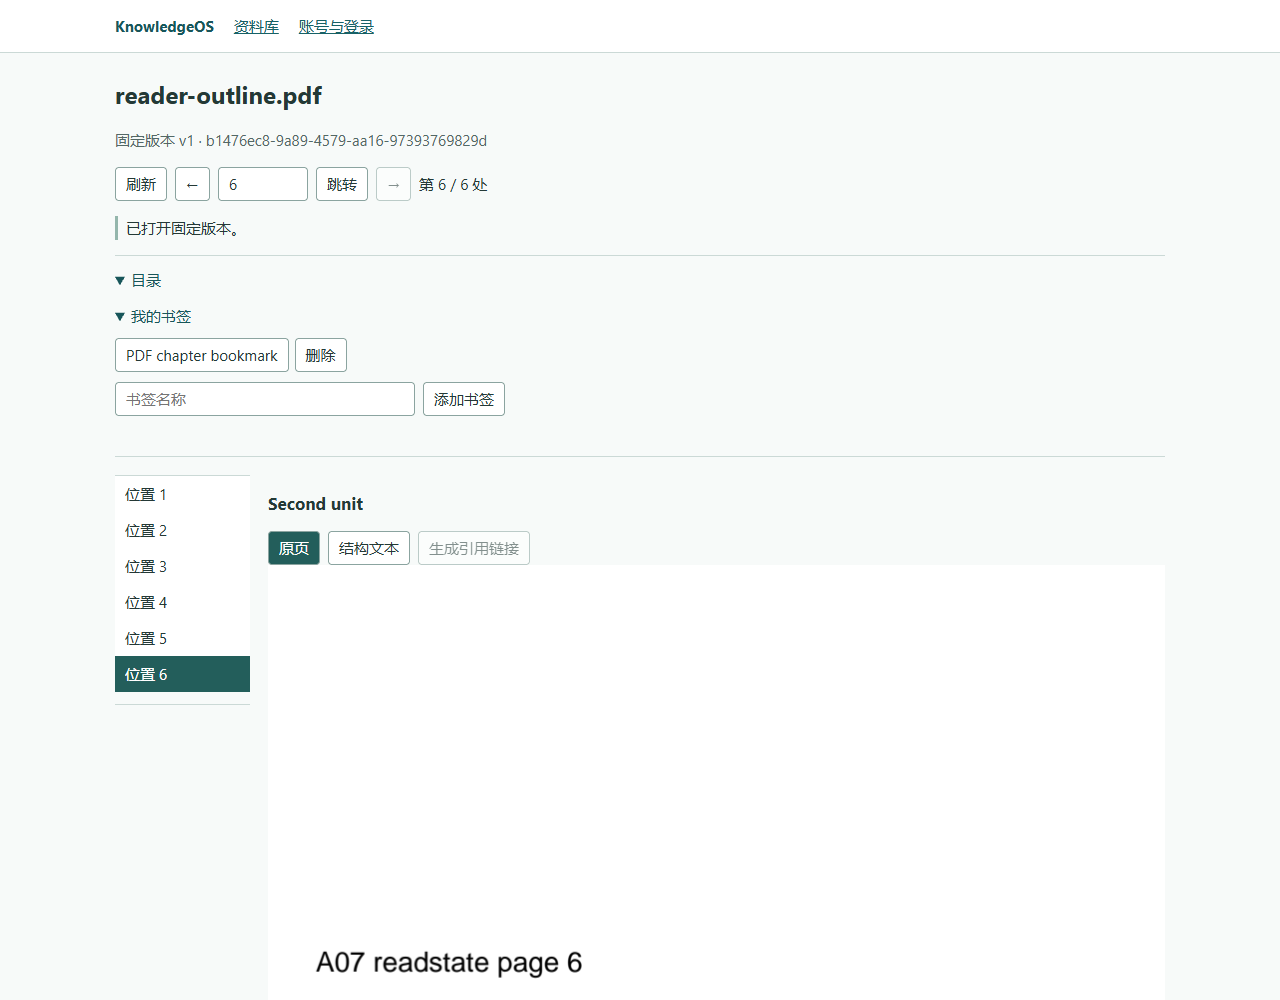 KnowledgeOS 资料库 账号与登录
reader-outline.pdf
固定版本 v1 · b1476ec8-9a89-4579-aa16-97393769829d
刷新 ← 6 跳转 → 第 6 / 6 处
已打开固定版本。
▼ 目录
▼ 我的书签
PDF chapter bookmark 删除
书签名称 添加书签
位置 1
位置 2
位置 3
位置 4
位置 5
位置 6
Second unit
原页 结构文本 生成引用链接
A07 readstate page 6